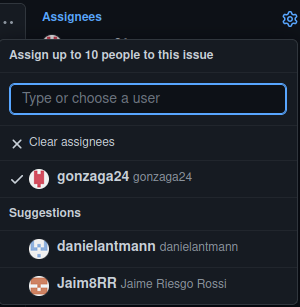 Assignees
Assign up to 10 people to this issue
Type or choose a user
Clear assignees
gonzaga24 gonzaga24
Suggestions
danielantmann danielantmann
Jaim8RR Jaime Riesgo Rossi